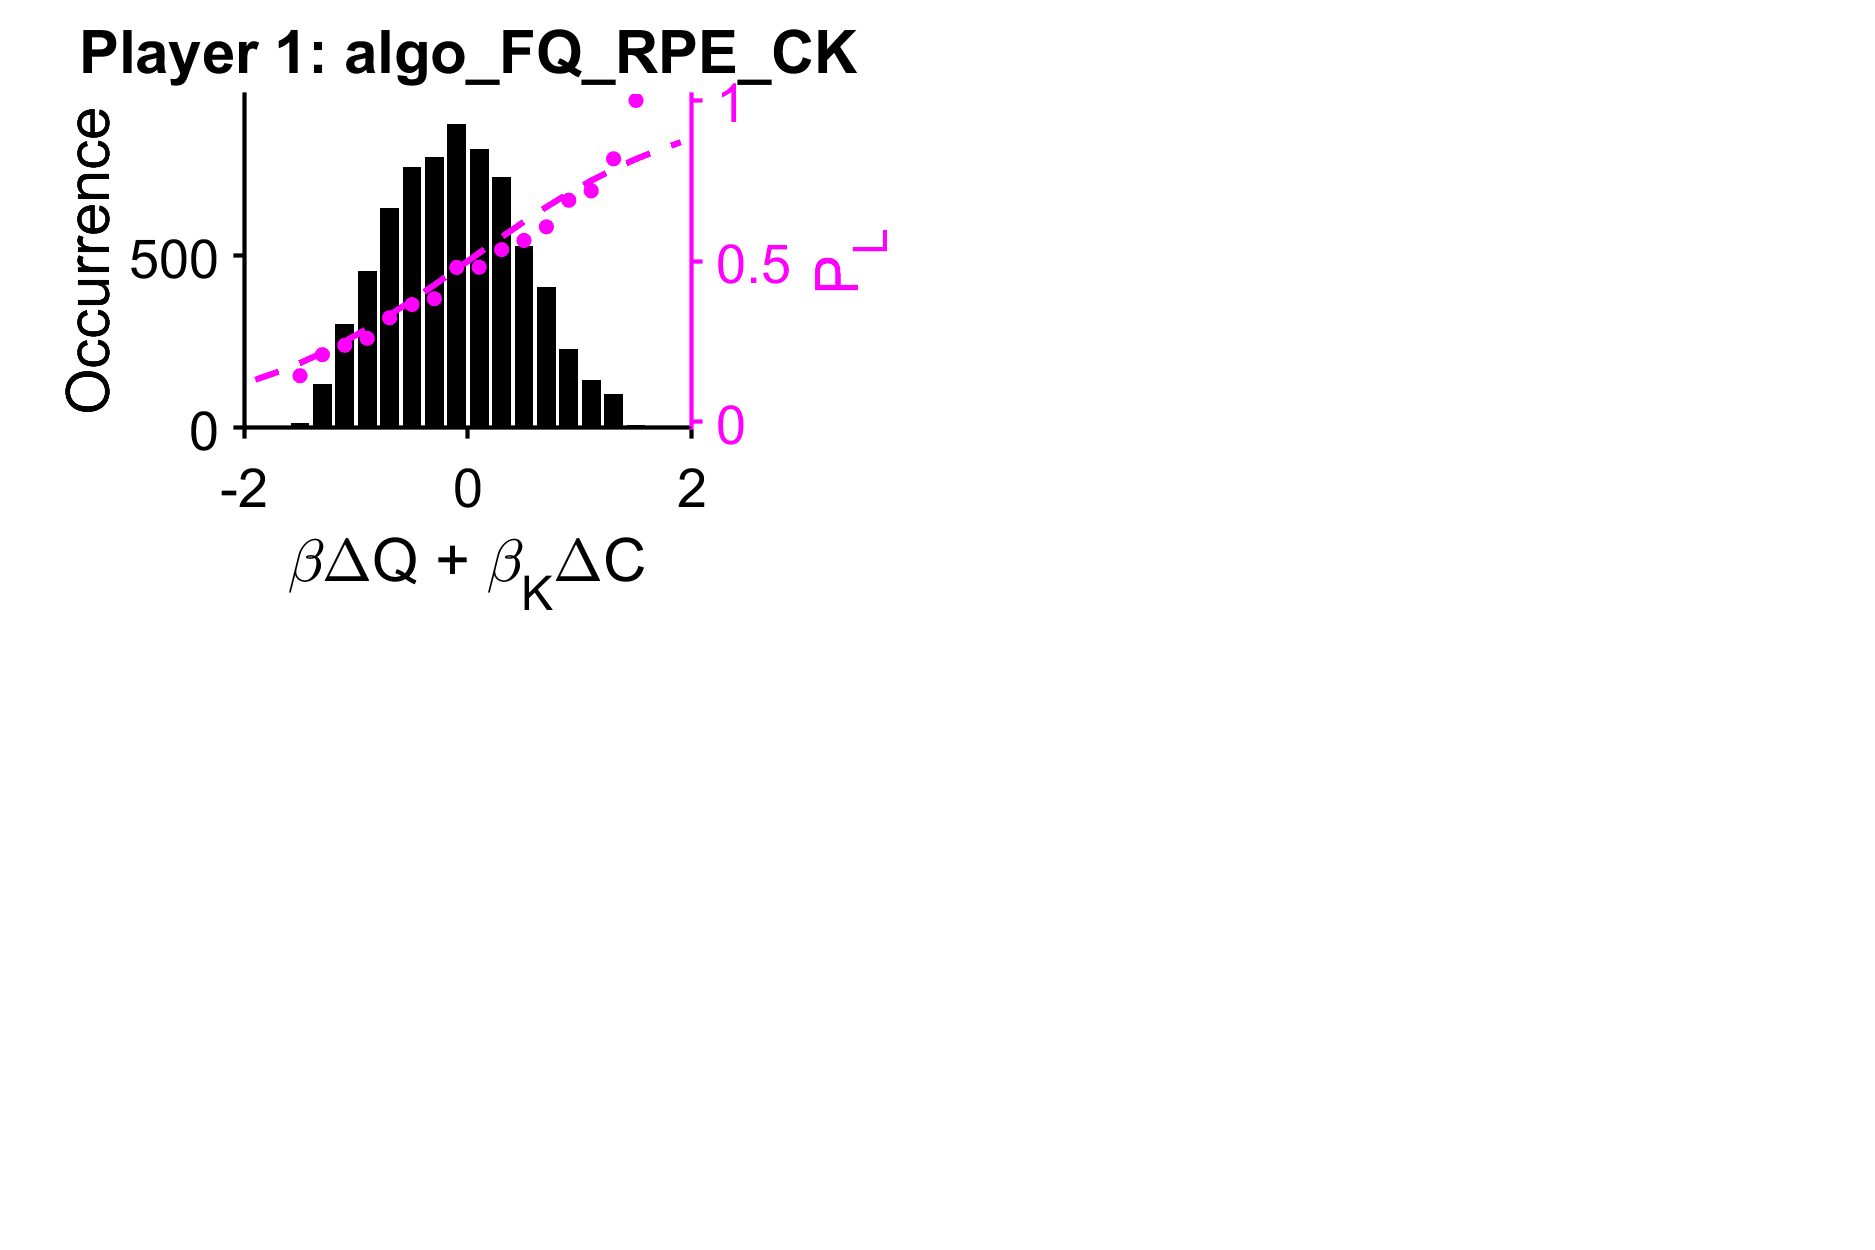 Player 1: algo_FQ_RPE_CK
Occurrence
500
0
1
0.5
0
P_L
-2 0 2
βΔQ + β_KΔC